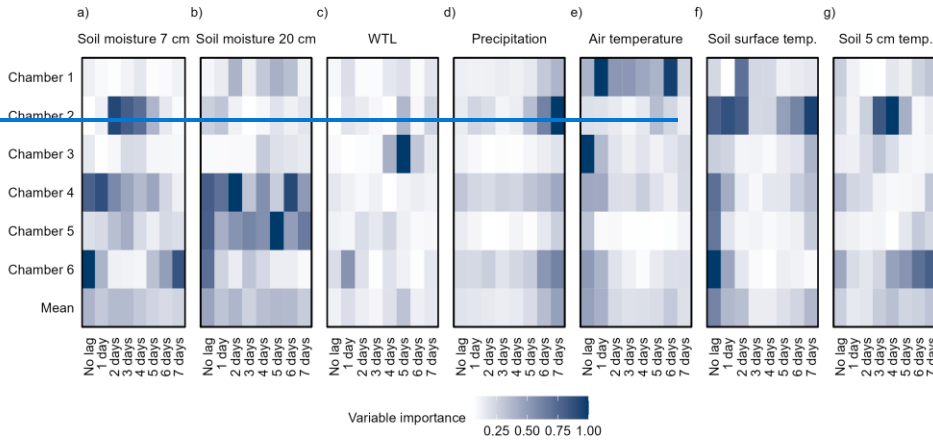 a) b) c) d) e) f) g)
Soil moisture 7 cm Soil moisture 20 cm WTL Precipitation Air temperature Soil surface temp. Soil 5 cm temp.
Chamber 1
Chamber 2
Chamber 3
Chamber 4
Chamber 5
Chamber 6
Mean
No lag 1 day 2 days 3 days 4 days 5 days 6 days 7 days No lag 1 day 2 days 3 days 4 days 5 days 6 days 7 days No lag 1 day 2 days 3 days 4 days 5 days 6 days 7 days No lag 1 day 2 days 3 days 4 days 5 days 6 days 7 days No lag 1 day 2 days 3 days 4 days 5 days 6 days 7 days No lag 1 day 2 days 3 days 4 days 5 days 6 days 7 days No lag 1 day 2 days 3 days 4 days 5 days 6 days 7 days
Variable importance
0.25 0.50 0.75 1.00